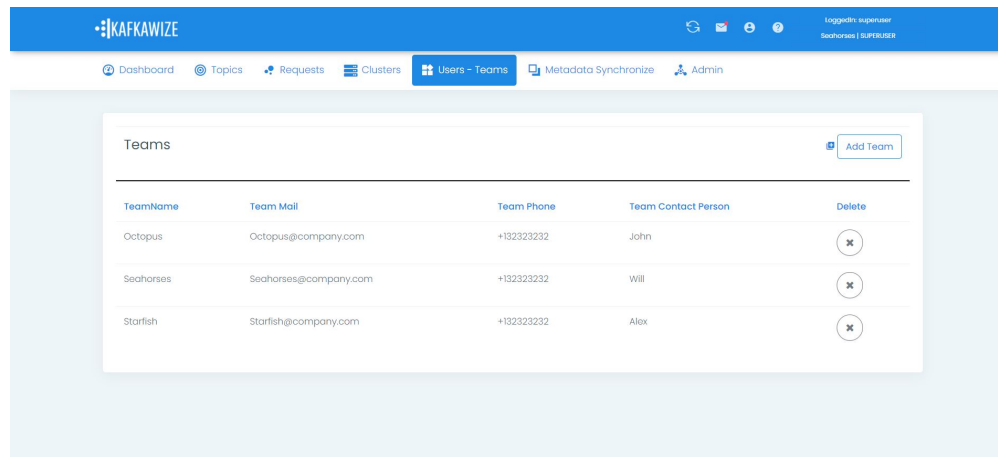 KAFKAWIZE
LoggedIn: superuser
Seahorses | SUPERUSER
Dashboard Topics Requests Clusters Users - Teams Metadata Synchronize Admin
Teams
Add Team
TeamName Team Mail Team Phone Team Contact Person Delete
Octopus Octopus@company.com +132323232 John
Seahorses Seahorses@company.com +132323232 Will
Starfish Starfish@company.com +132323232 Alex